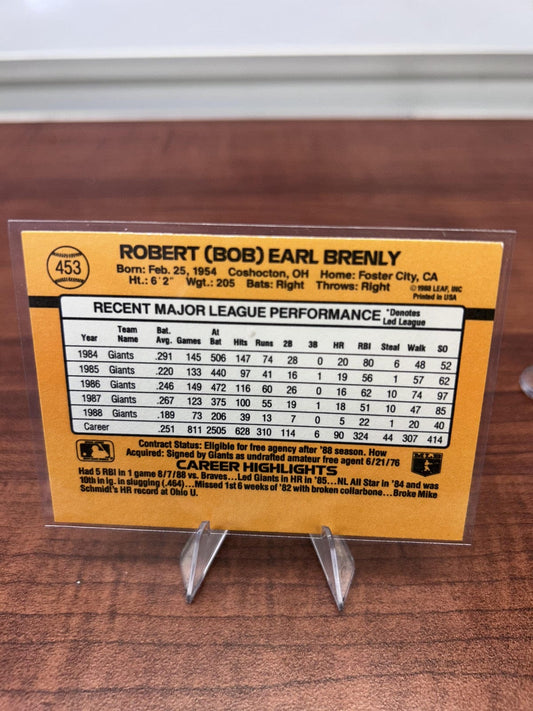 453
ROBERT (BOB) EARL BRENLY
Born: Feb. 25, 1954 Coshocton, OH Home: Foster City, CA
Ht.: 6'2" Wgt.: 205 Bats: Right Throws: Right
© 1988 LEAF, INC
Printed in USA
RECENT MAJOR LEAGUE PERFORMANCE *Denotes Led League
Year Team Name Bat. Avg. Games At Bat Hits Runs 2B 3B HR RBI Steal Walk SO
1984 Giants .291 145 506 147 74 28 0 20 80 6 48 52
1985 Giants .220 133 440 97 41 16 1 19 56 1 57 62
1986 Giants .246 149 472 116 60 26 0 16 62 10 74 97
1987 Giants .267 123 375 100 55 19 1 18 51 10 47 85
1988 Giants .189 73 206 39 13 7 0 5 22 1 20 40
Career .251 811 2505 628 310 114 6 90 324 44 307 414
Contract Status: Eligible for free agency after '88 season. How
Acquired: Signed by Giants as undrafted amateur free agent 6/21/76
CAREER HIGHLIGHTS
Had 5 RBI in 1 game 8/7/88 vs. Braves...Led Giants in HR in '85...NL All Star in '84 and was
10th in lg. in slugging (.464)...Missed 1st 6 weeks of '82 with broken collarbone...Broke Mike
Schmidt's HR record at Ohio U.